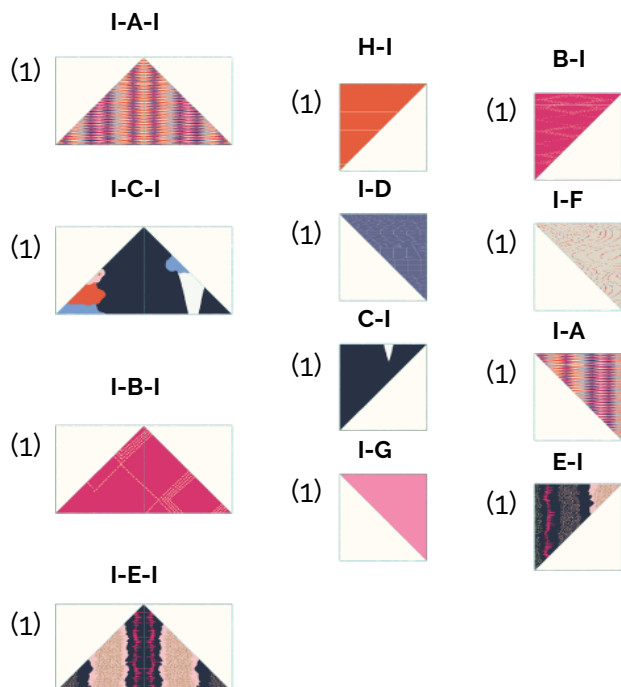 I-A-I
(1)
I-C-I
(1)
I-B-I
(1)
I-E-I
(1)
H-I
(1)
I-D
(1)
C-I
(1)
I-G
(1)
B-I
(1)
I-F
(1)
I-A
(1)
E-I
(1)